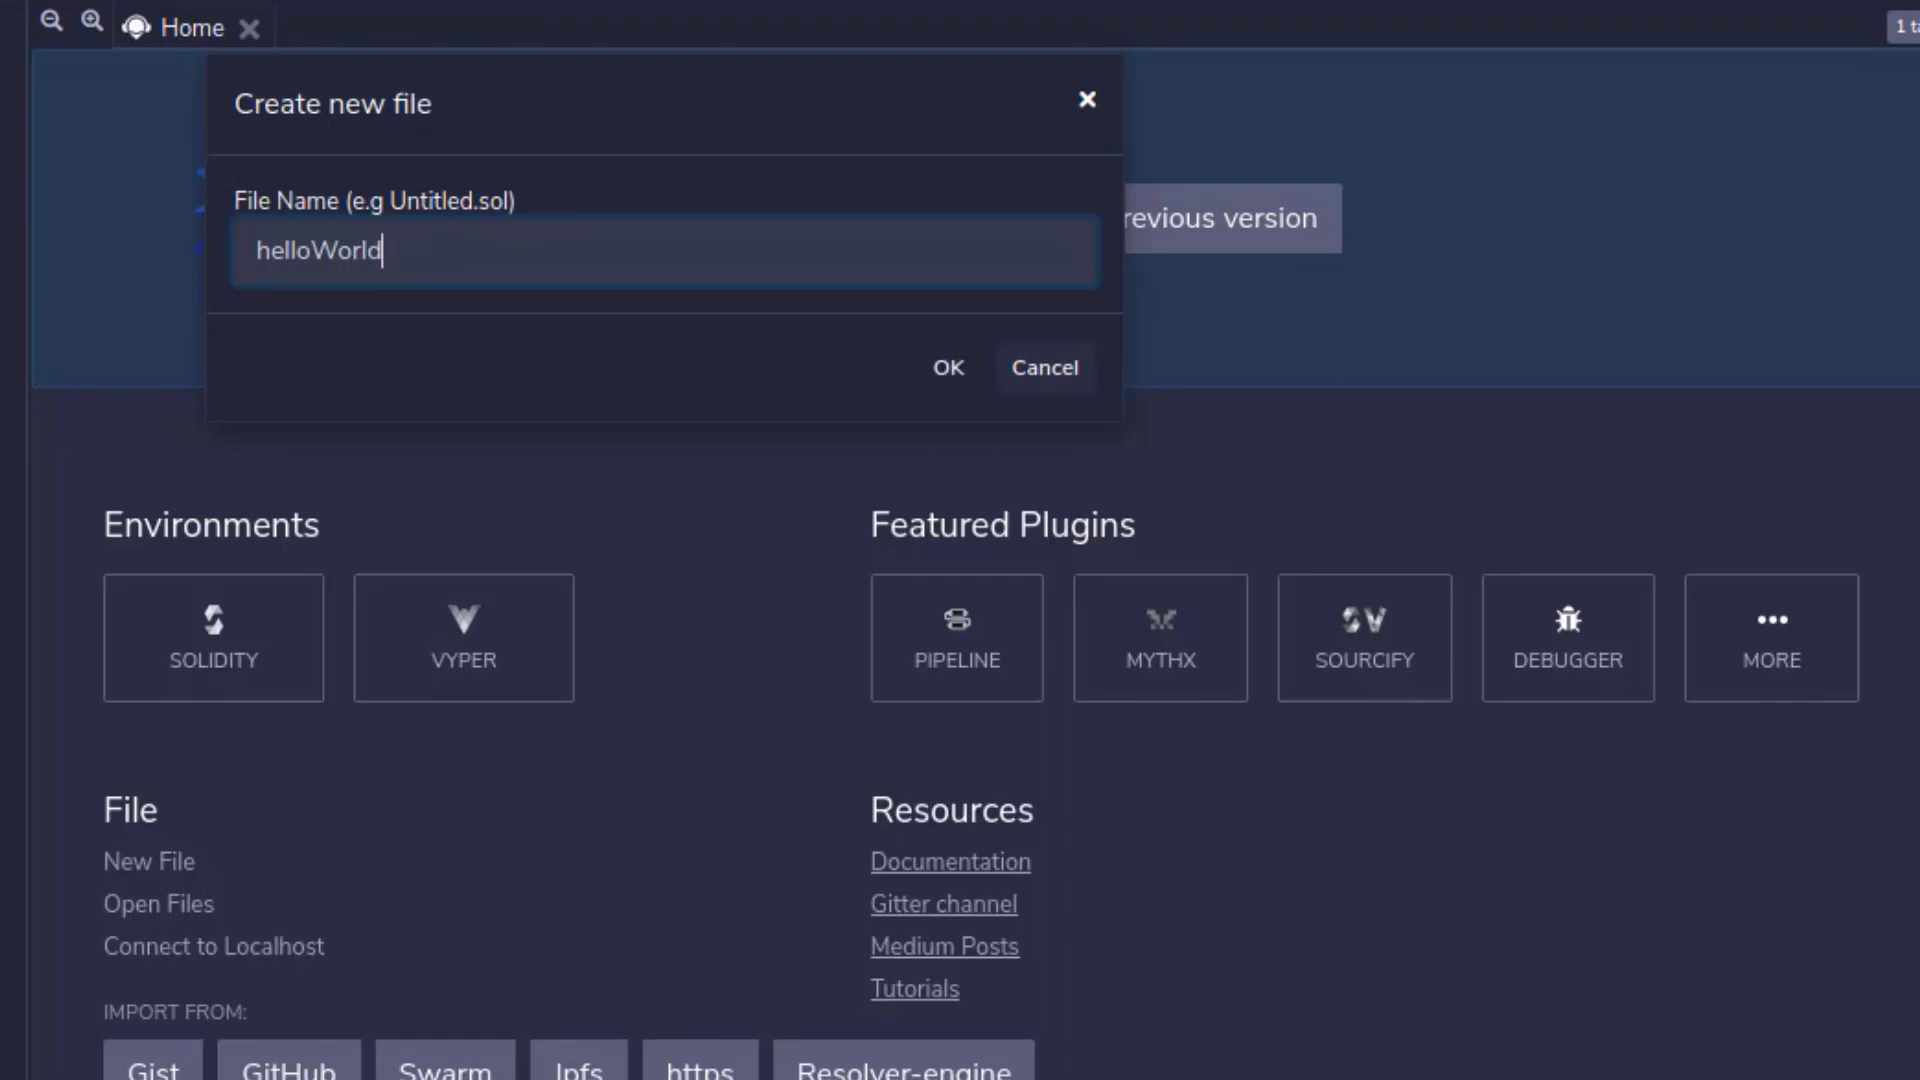 Home
1 ta
Create new file
File Name (e.g Untitled.sol)
helloWorld
revious version
OK Cancel
Environments
SOLIDITY
VYPER
Featured Plugins
PIPELINE
MYTHX
SOURCIFY
DEBUGGER
MORE
File
New File
Open Files
Connect to Localhost
Resources
Documentation
Gitter channel
Medium Posts
Tutorials
IMPORT FROM:
Gist GitHub Swarm Ipfs https Resolver-engine